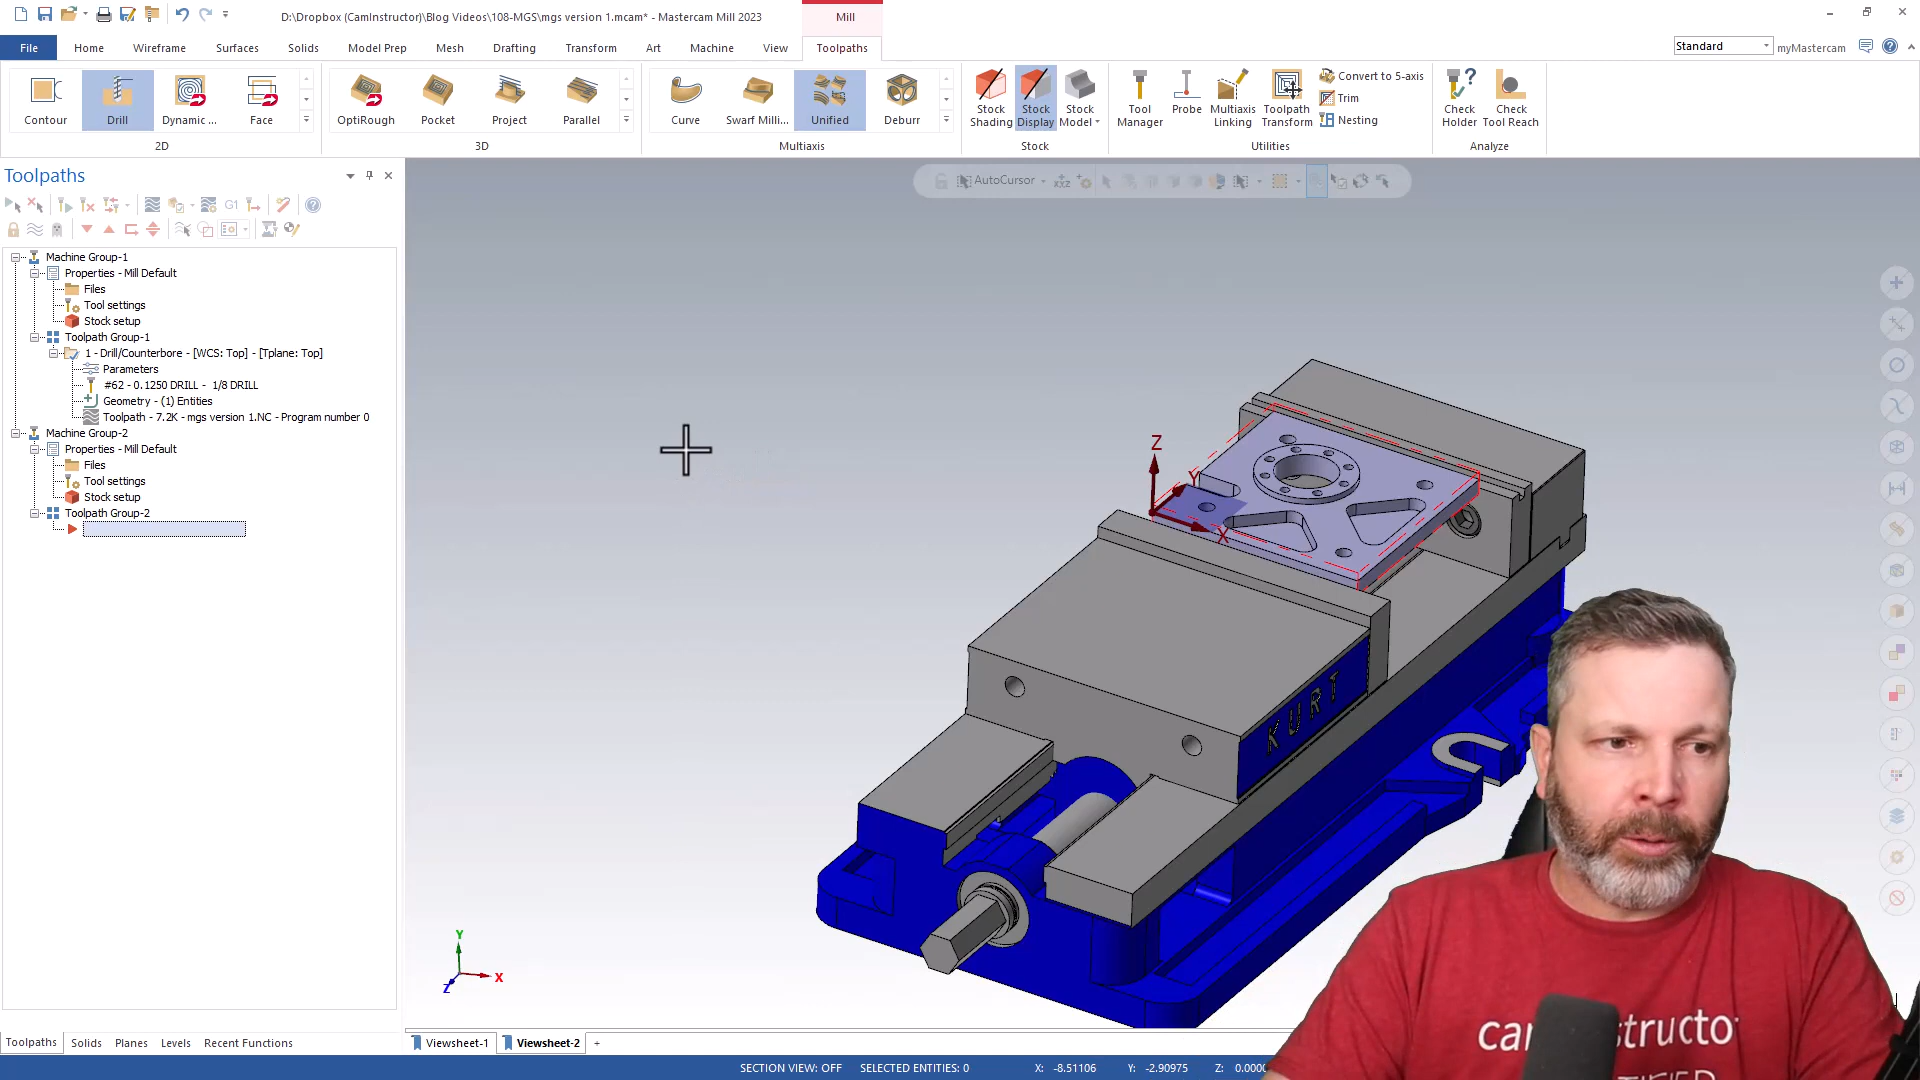 D:\Dropbox (CamInstructor)\Blog Videos\108-MGS\mgs version 1.mcam* - Mastercam Mill 2023
Mill
File Home Wireframe Surfaces Solids Model Prep Mesh Drafting Transform Art Machine View Toolpaths
Standard
myMastercam
Contour
Drill
Dynamic ...
Face
OptiRough
Pocket
Project
Parallel
Curve
Swarf Milli...
Unified
Deburr
Stock Shading
Stock Display
Stock Model
Tool Manager
Probe
Multiaxis Linking
Toolpath Transform
Convert to 5-axis
Trim
Nesting
Check Holder
Check Tool Reach
2D
3D
Multiaxis
Stock
Utilities
Analyze
Toolpaths
AutoCursor
G1
Machine Group-1
Properties - Mill Default
Files
Tool settings
Stock setup
Toolpath Group-1
1 - Drill/Counterbore - [WCS: Top] - [Tplane: Top]
Parameters
#62 - 0.1250 DRILL - 1/8 DRILL
Geometry - (1) Entities
Toolpath - 7.2K - mgs version 1.NC - Program number 0
Machine Group-2
Properties - Mill Default
Files
Tool settings
Stock setup
Toolpath Group-2
Z
Y
X
KURT
Y
X
Z
Toolpaths Solids Planes Levels Recent Functions
Viewsheet-1 Viewsheet-2 +
SECTION VIEW: OFF SELECTED ENTITIES: 0 X: -8.51106 Y: -2.90975 Z: 0.0000